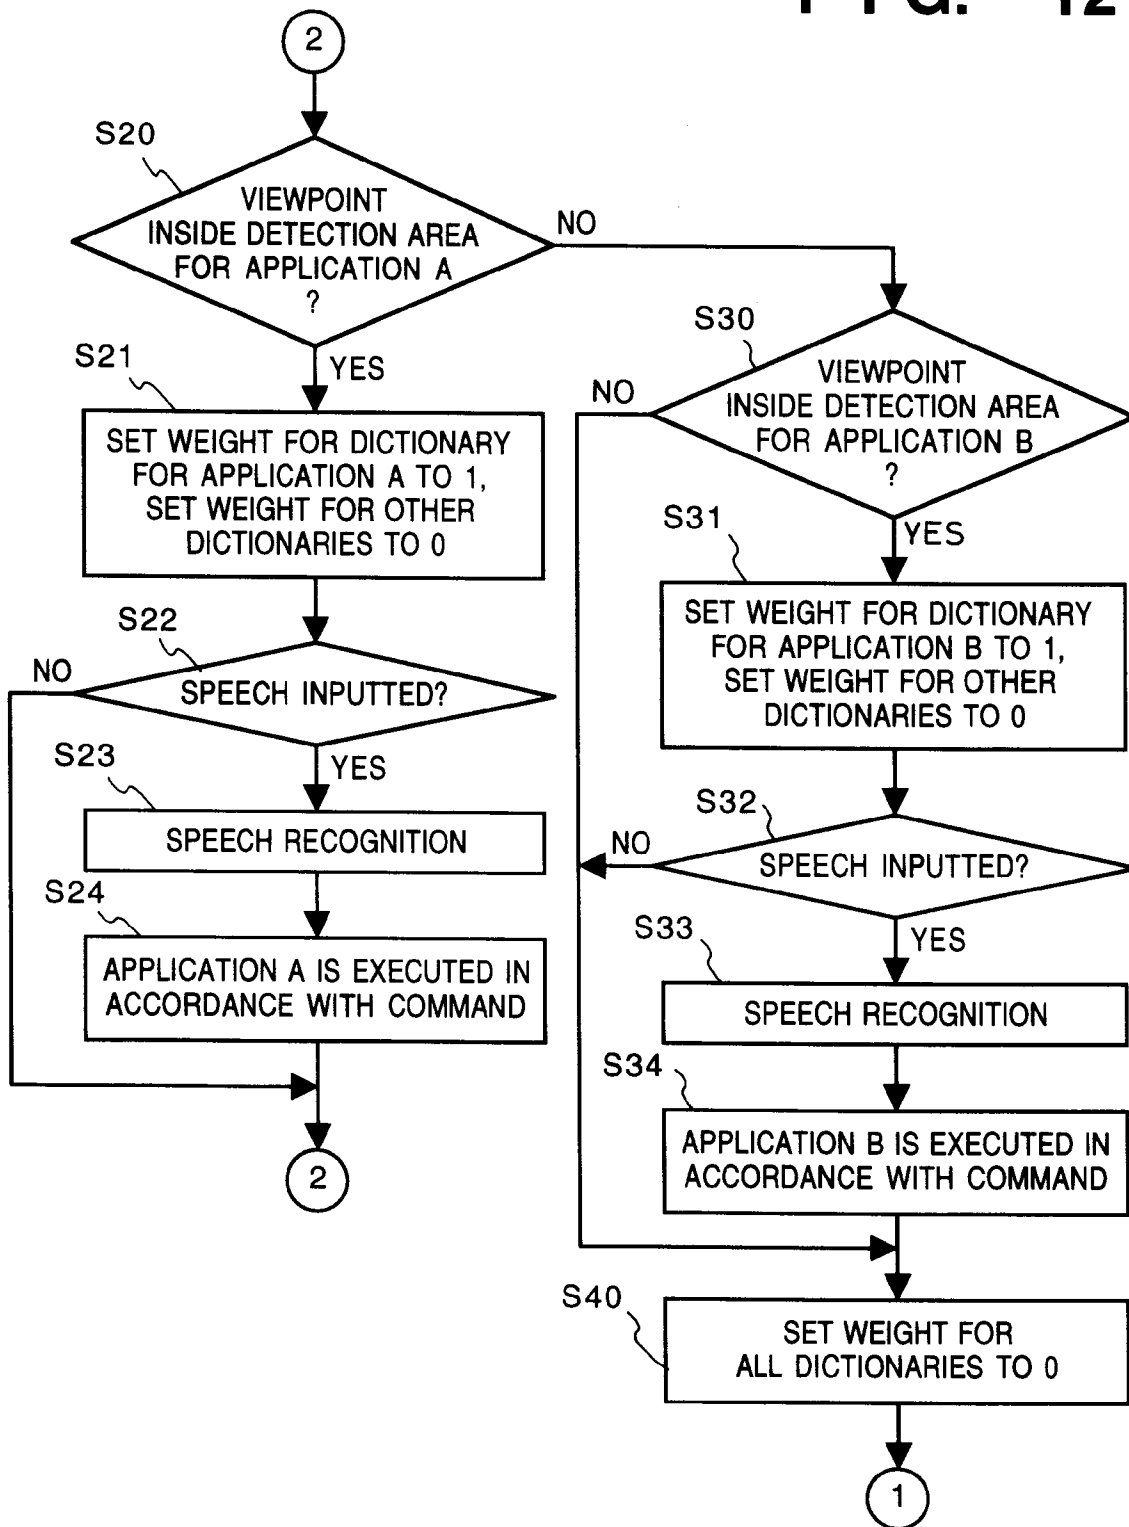 FIG. 12
2
S20
VIEWPOINT
INSIDE DETECTION AREA
FOR APPLICATION A
?
NO
YES
S21
SET WEIGHT FOR DICTIONARY
FOR APPLICATION A TO 1,
SET WEIGHT FOR OTHER
DICTIONARIES TO 0
S22
NO
SPEECH INPUTTED?
YES
S23
SPEECH RECOGNITION
S24
APPLICATION A IS EXECUTED IN
ACCORDANCE WITH COMMAND
2
S30
NO
VIEWPOINT
INSIDE DETECTION AREA
FOR APPLICATION B
?
YES
S31
SET WEIGHT FOR DICTIONARY
FOR APPLICATION B TO 1,
SET WEIGHT FOR OTHER
DICTIONARIES TO 0
S32
NO
SPEECH INPUTTED?
YES
S33
SPEECH RECOGNITION
S34
APPLICATION B IS EXECUTED IN
ACCORDANCE WITH COMMAND
S40
SET WEIGHT FOR
ALL DICTIONARIES TO 0
1